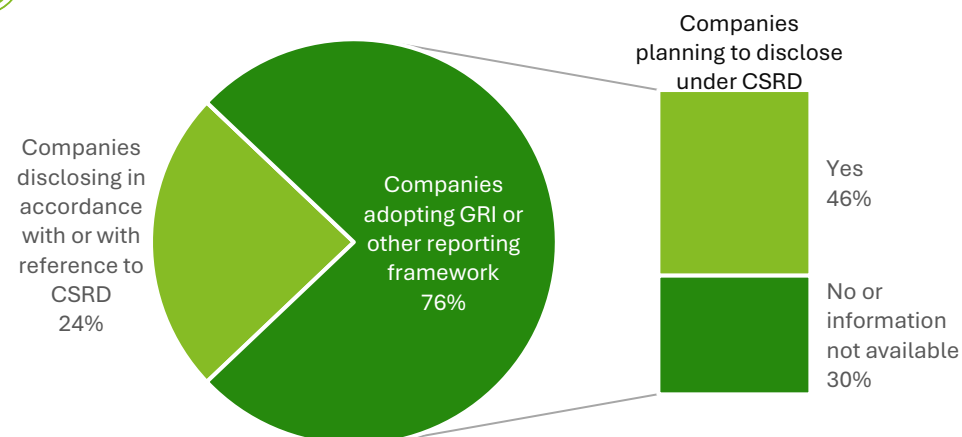 Companies
disclosing in
accordance
with or with
reference to
CSRD
24%
Companies
adopting GRI or
other reporting
framework
76%
Companies
planning to disclose
under CSRD
Yes
46%
No or
information
not available
30%